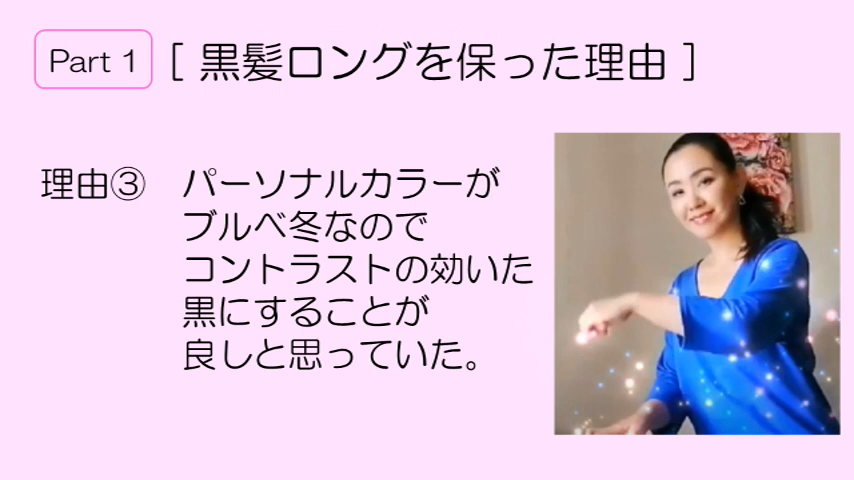 Part 1 [ 黒髪ロングを保った理由 ]
理由③ パーソナルカラーが
ブルベ冬なので
コントラストの効いた
黒にすることが
良しと思っていた。